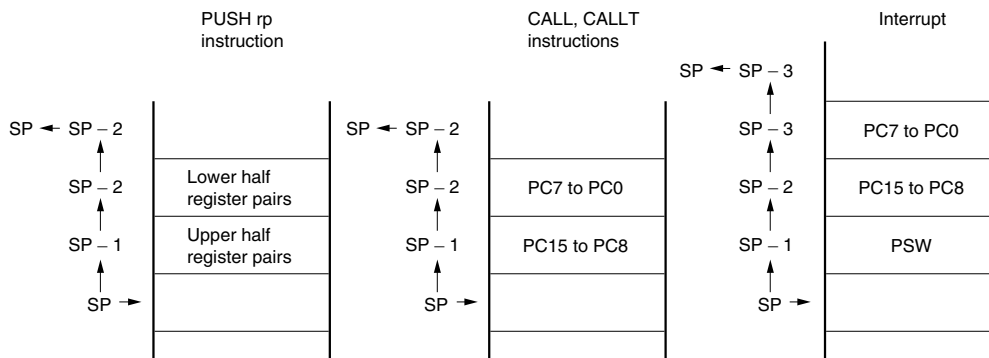 PUSH rp
instruction
SP
SP – 2
SP – 2
Lower half
register pairs
SP – 1
Upper half
register pairs
SP
CALL, CALLT
instructions
SP
SP – 2
SP – 2
PC7 to PC0
SP – 1
PC15 to PC8
SP
Interrupt
SP
SP – 3
SP – 3
PC7 to PC0
SP – 2
PC15 to PC8
SP – 1
PSW
SP